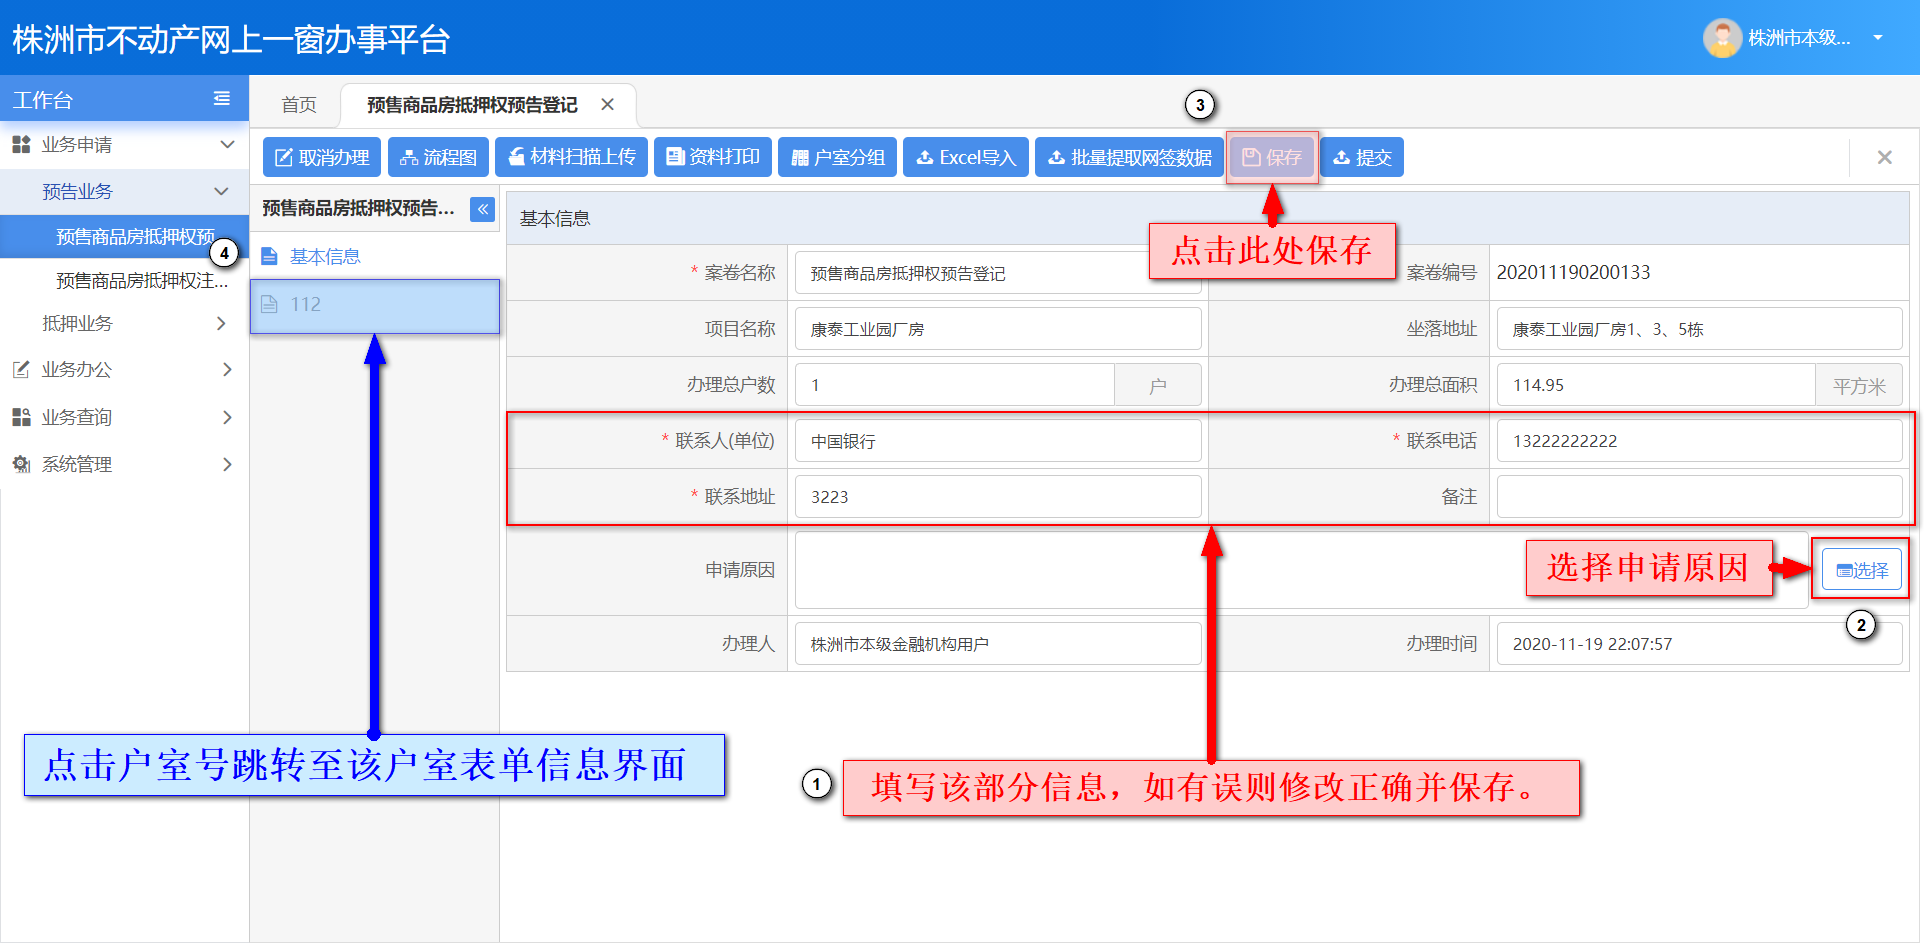 株洲市不动产网上一窗办事平台
株洲市本级...
工作台
首页
预售商品房抵押权预告登记
③
业务申请
取消办理
流程图
材料扫描上传
资料打印
户室分组
Excel导入
批量提取网签数据
保存
提交
预告业务
预售商品房抵押权预
④
预售商品房抵押权注...
抵押业务
业务办公
业务查询
系统管理
预售商品房抵押权预告...
基本信息
112
基本信息
点击此处保存
* 案卷名称
预售商品房抵押权预告登记
案卷编号
202011190200133
项目名称
康泰工业园厂房
坐落地址
康泰工业园厂房1、3、5栋
办理总户数
1
户
办理总面积
114.95
平方米
* 联系人(单位)
中国银行
* 联系电话
13222222222
* 联系地址
3223
备注
申请原因
选择申请原因
选择
②
办理人
株洲市本级金融机构用户
办理时间
2020-11-19 22:07:57
点击户室号跳转至该户室表单信息界面
①
填写该部分信息，如有误则修改正确并保存。